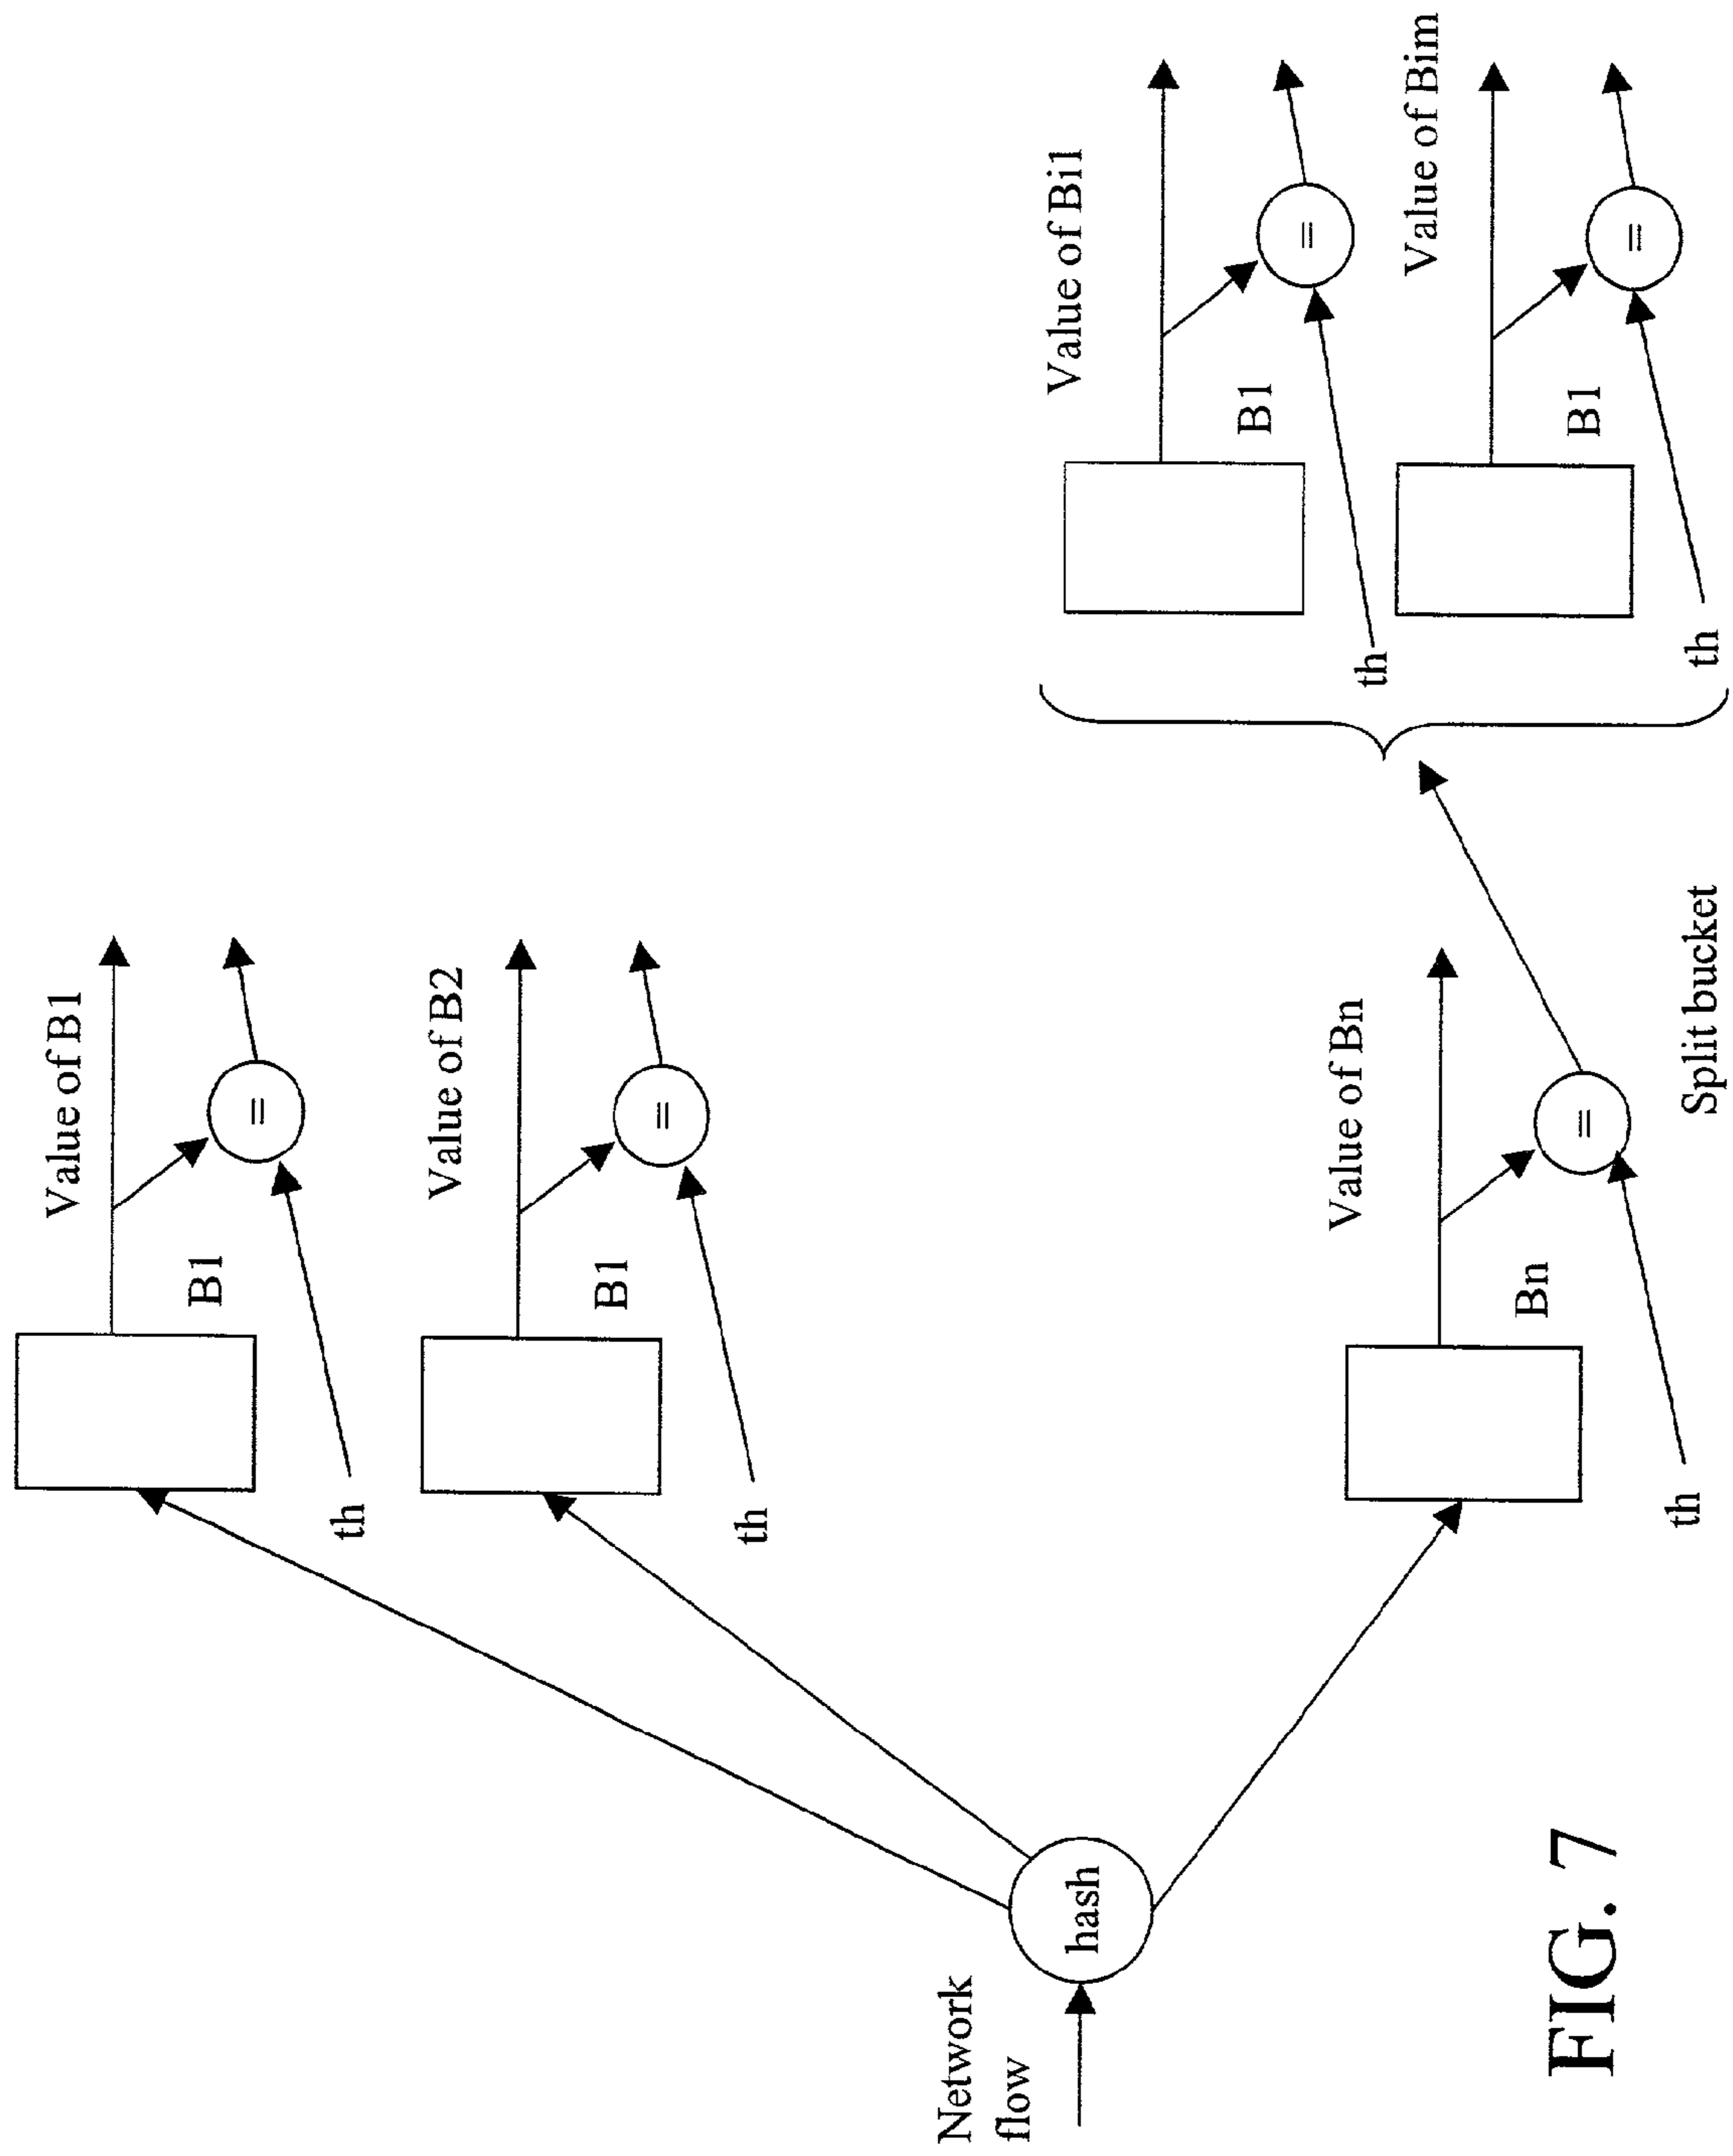 Network
flow
hash
Value of B1
B1
=
th
Value of B2
B1
=
th
Value of Bn
Bn
=
th
Split bucket
Value of Bi1
B1
=
th
Value of Bim
B1
=
th
FIG. 7